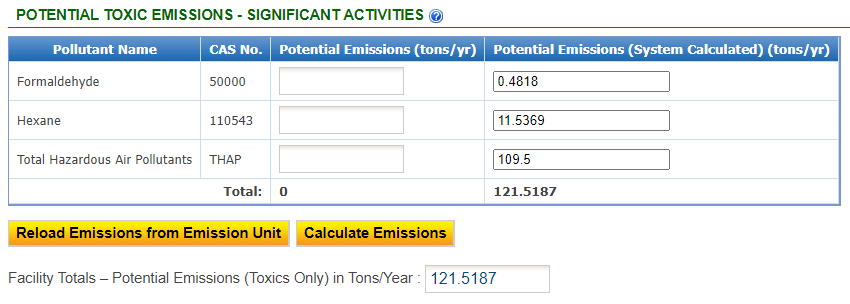 POTENTIAL TOXIC EMISSIONS - SIGNIFICANT ACTIVITIES ?
Pollutant Name CAS No. Potential Emissions (tons/yr) Potential Emissions (System Calculated) (tons/yr)
Formaldehyde 50000 0.4818
Hexane 110543 11.5369
Total Hazardous Air Pollutants THAP 109.5
Total: 0 121.5187
Reload Emissions from Emission Unit Calculate Emissions
Facility Totals – Potential Emissions (Toxics Only) in Tons/Year : 121.5187